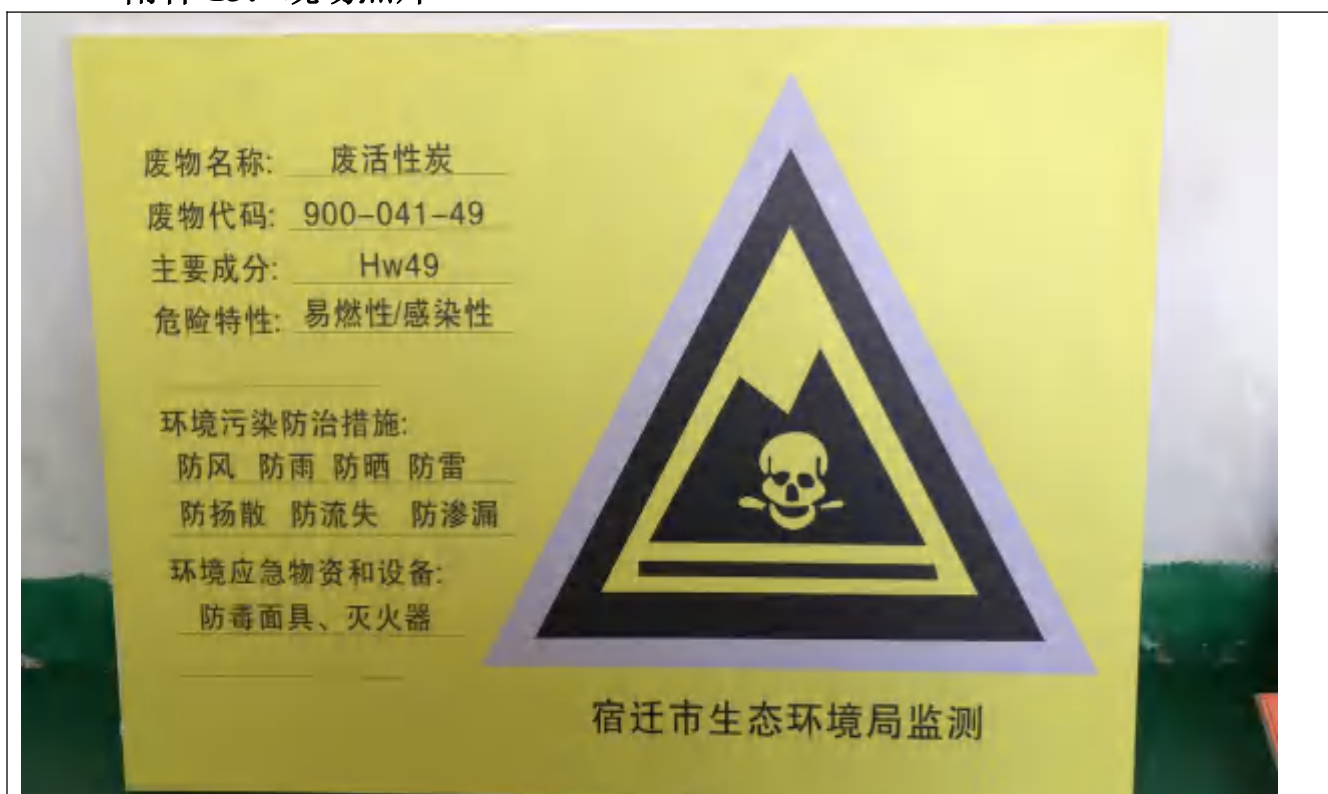 废物名称: 废活性炭
废物代码: 900-041-49
主要成分: Hw49
危险特性: 易燃性/感染性
环境污染防治措施:
防风 防雨 防晒 防雷
防扬散 防流失 防渗漏
环境应急物资和设备:
防毒面具、灭火器
宿迁市生态环境局监测